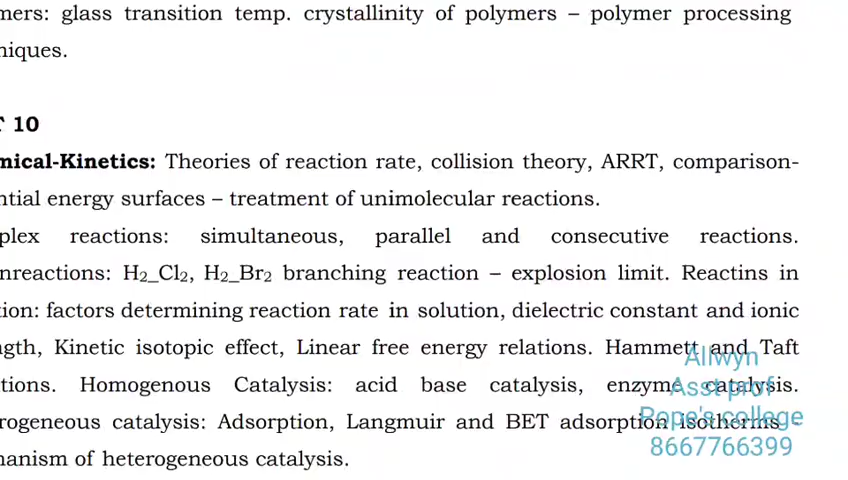 mers: glass transition temp. crystallinity of polymers – polymer processing
niques.
T 10
mical-Kinetics: Theories of reaction rate, collision theory, ARRT, comparison-
ntial energy surfaces – treatment of unimolecular reactions.
plex reactions: simultaneous, parallel and consecutive reactions.
nreactions: H₂_Cl₂, H₂_Br₂ branching reaction – explosion limit. Reactins in
tion: factors determining reaction rate in solution, dielectric constant and ionic
ngth, Kinetic isotopic effect, Linear free energy relations. Hammett and Taft
tions. Homogenous Catalysis: acid base catalysis, enzyme catalysis.
rogeneous catalysis: Adsorption, Langmuir and BET adsorption isotherms -
hanism of heterogeneous catalysis.
Allwyn
Asst prof
Pope's college
8667766399